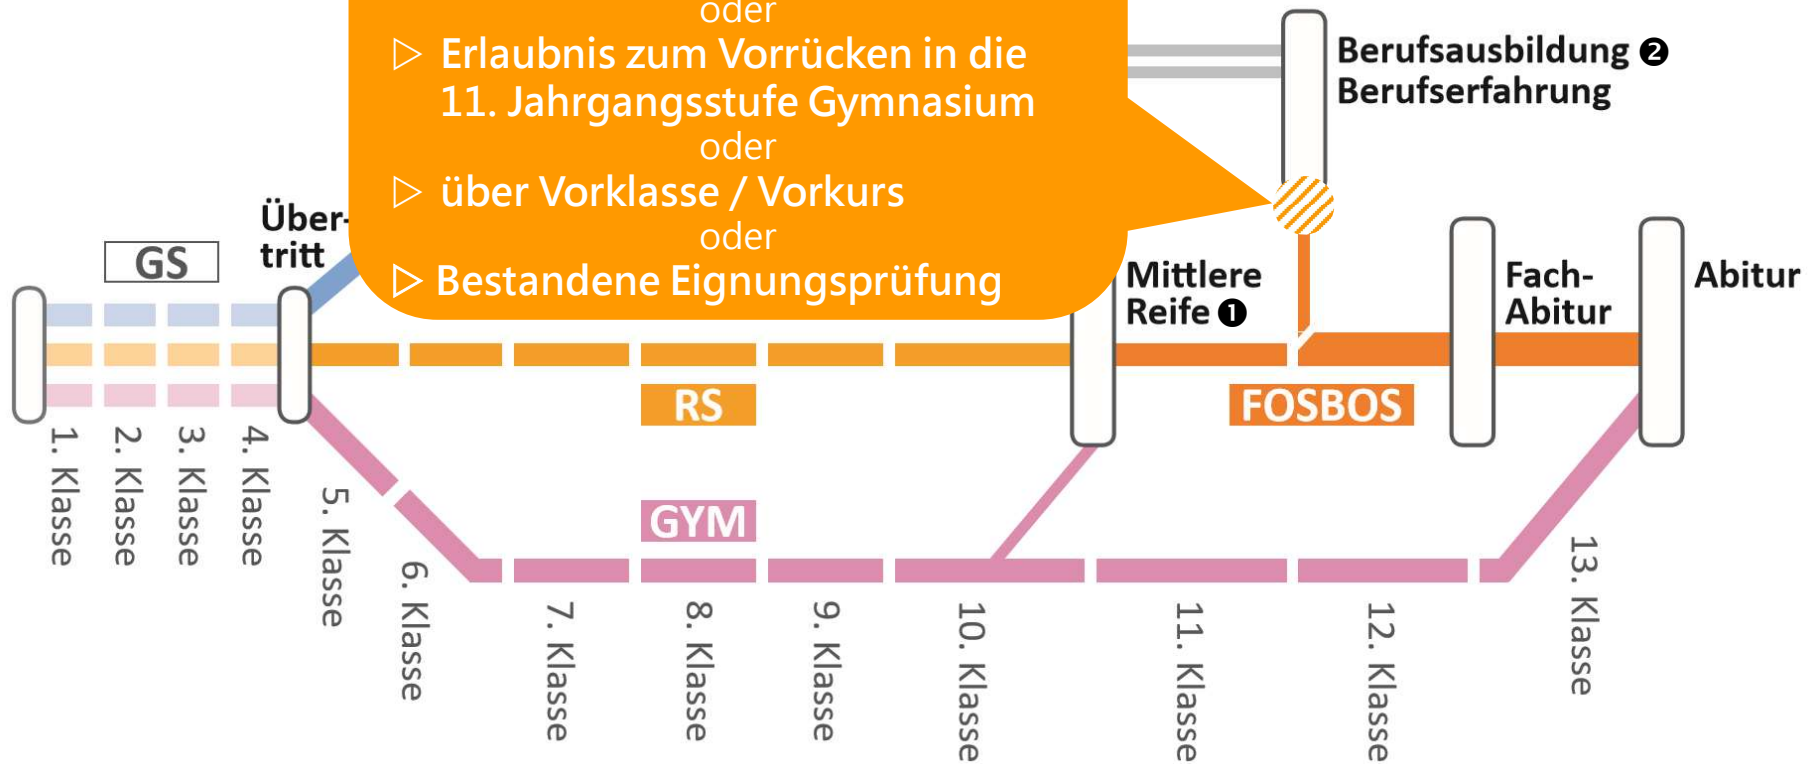 oder
▷ Erlaubnis zum Vorrücken in die
11. Jahrgangsstufe Gymnasium
oder
▷ über Vorklasse / Vorkurs
oder
▷ Bestandene Eignungsprüfung
Berufsausbildung ❷
Berufserfahrung
Über-
tritt
GS
Mittlere
Reife ❶
Fach-
Abitur
Abitur
RS
FOSBOS
GYM
1. Klasse
2. Klasse
3. Klasse
4. Klasse
5. Klasse
6. Klasse
7. Klasse
8. Klasse
9. Klasse
10. Klasse
11. Klasse
12. Klasse
13. Klasse